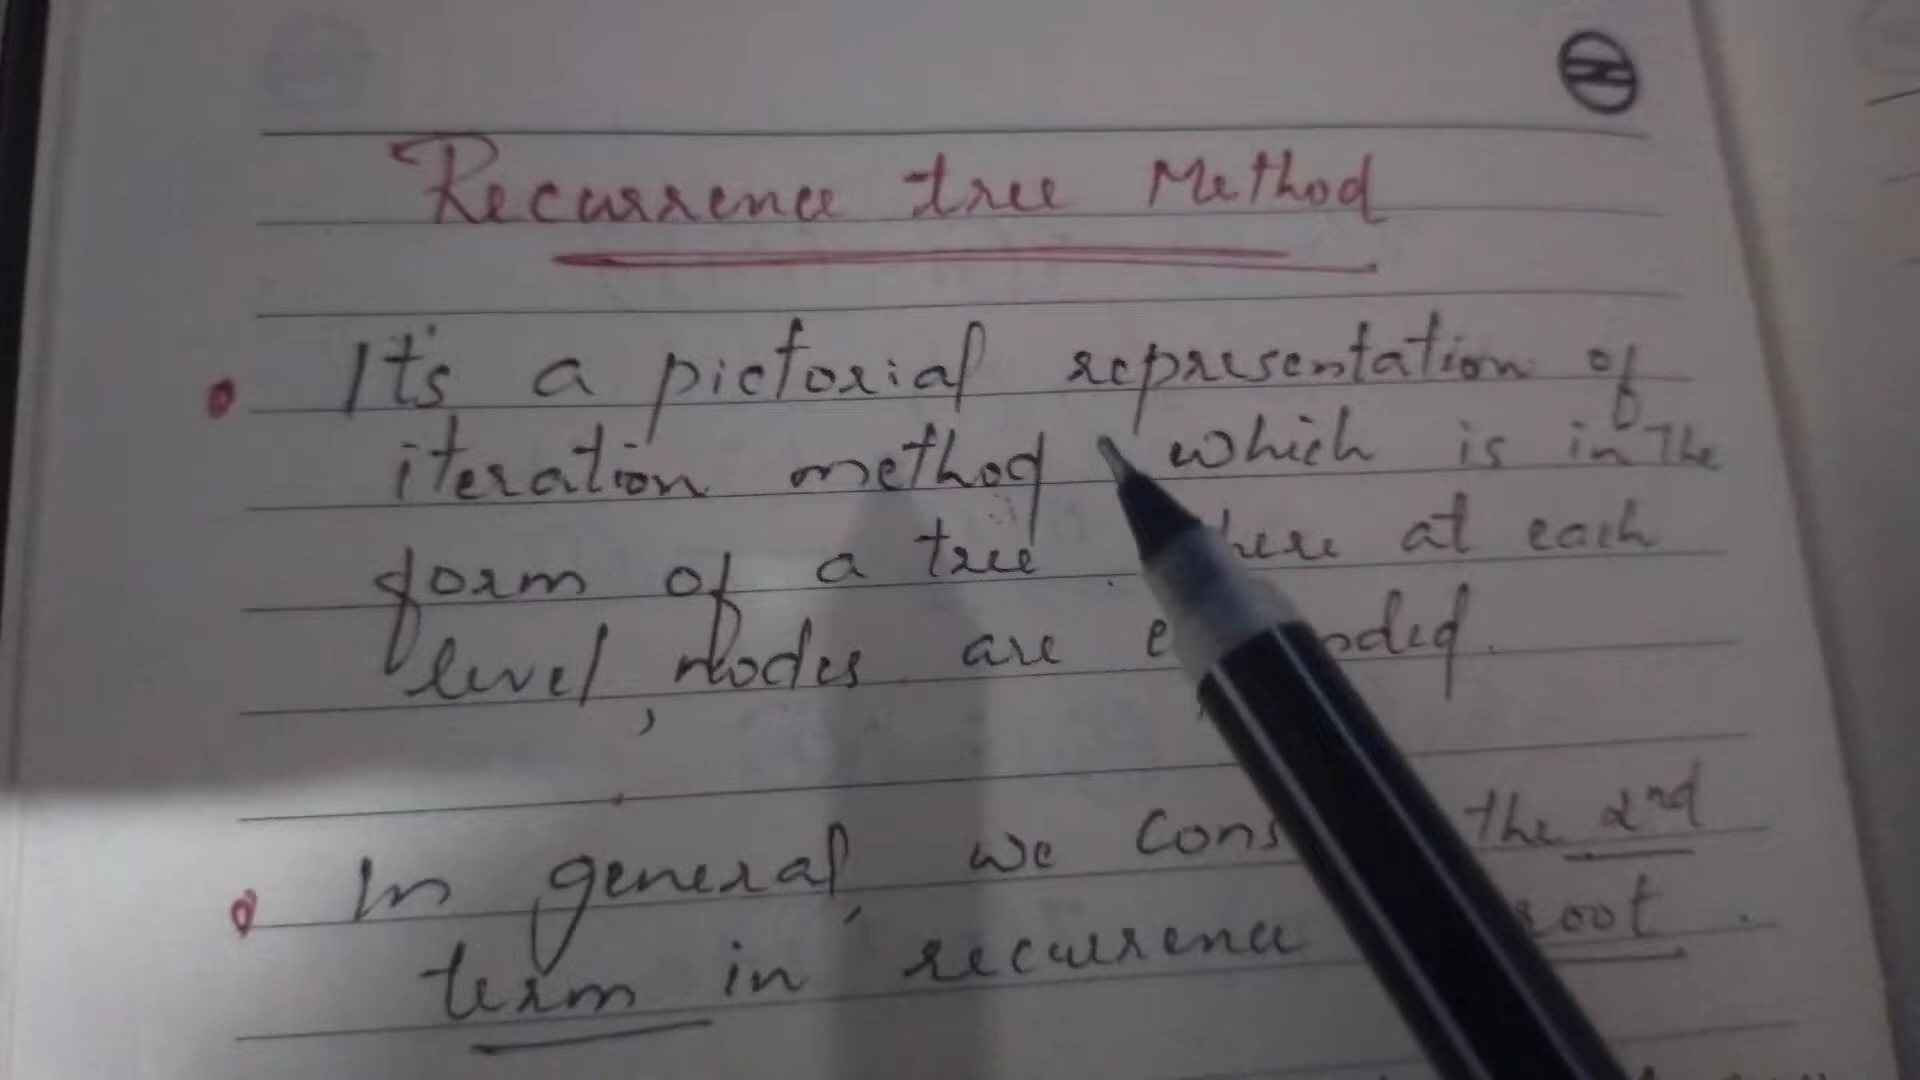 Recurrence tree Method
It's a pictorial representation of
iteration method which is in the
form of a tree at each
level, nodes are
In general, we the 2nd
term in recurrence root.